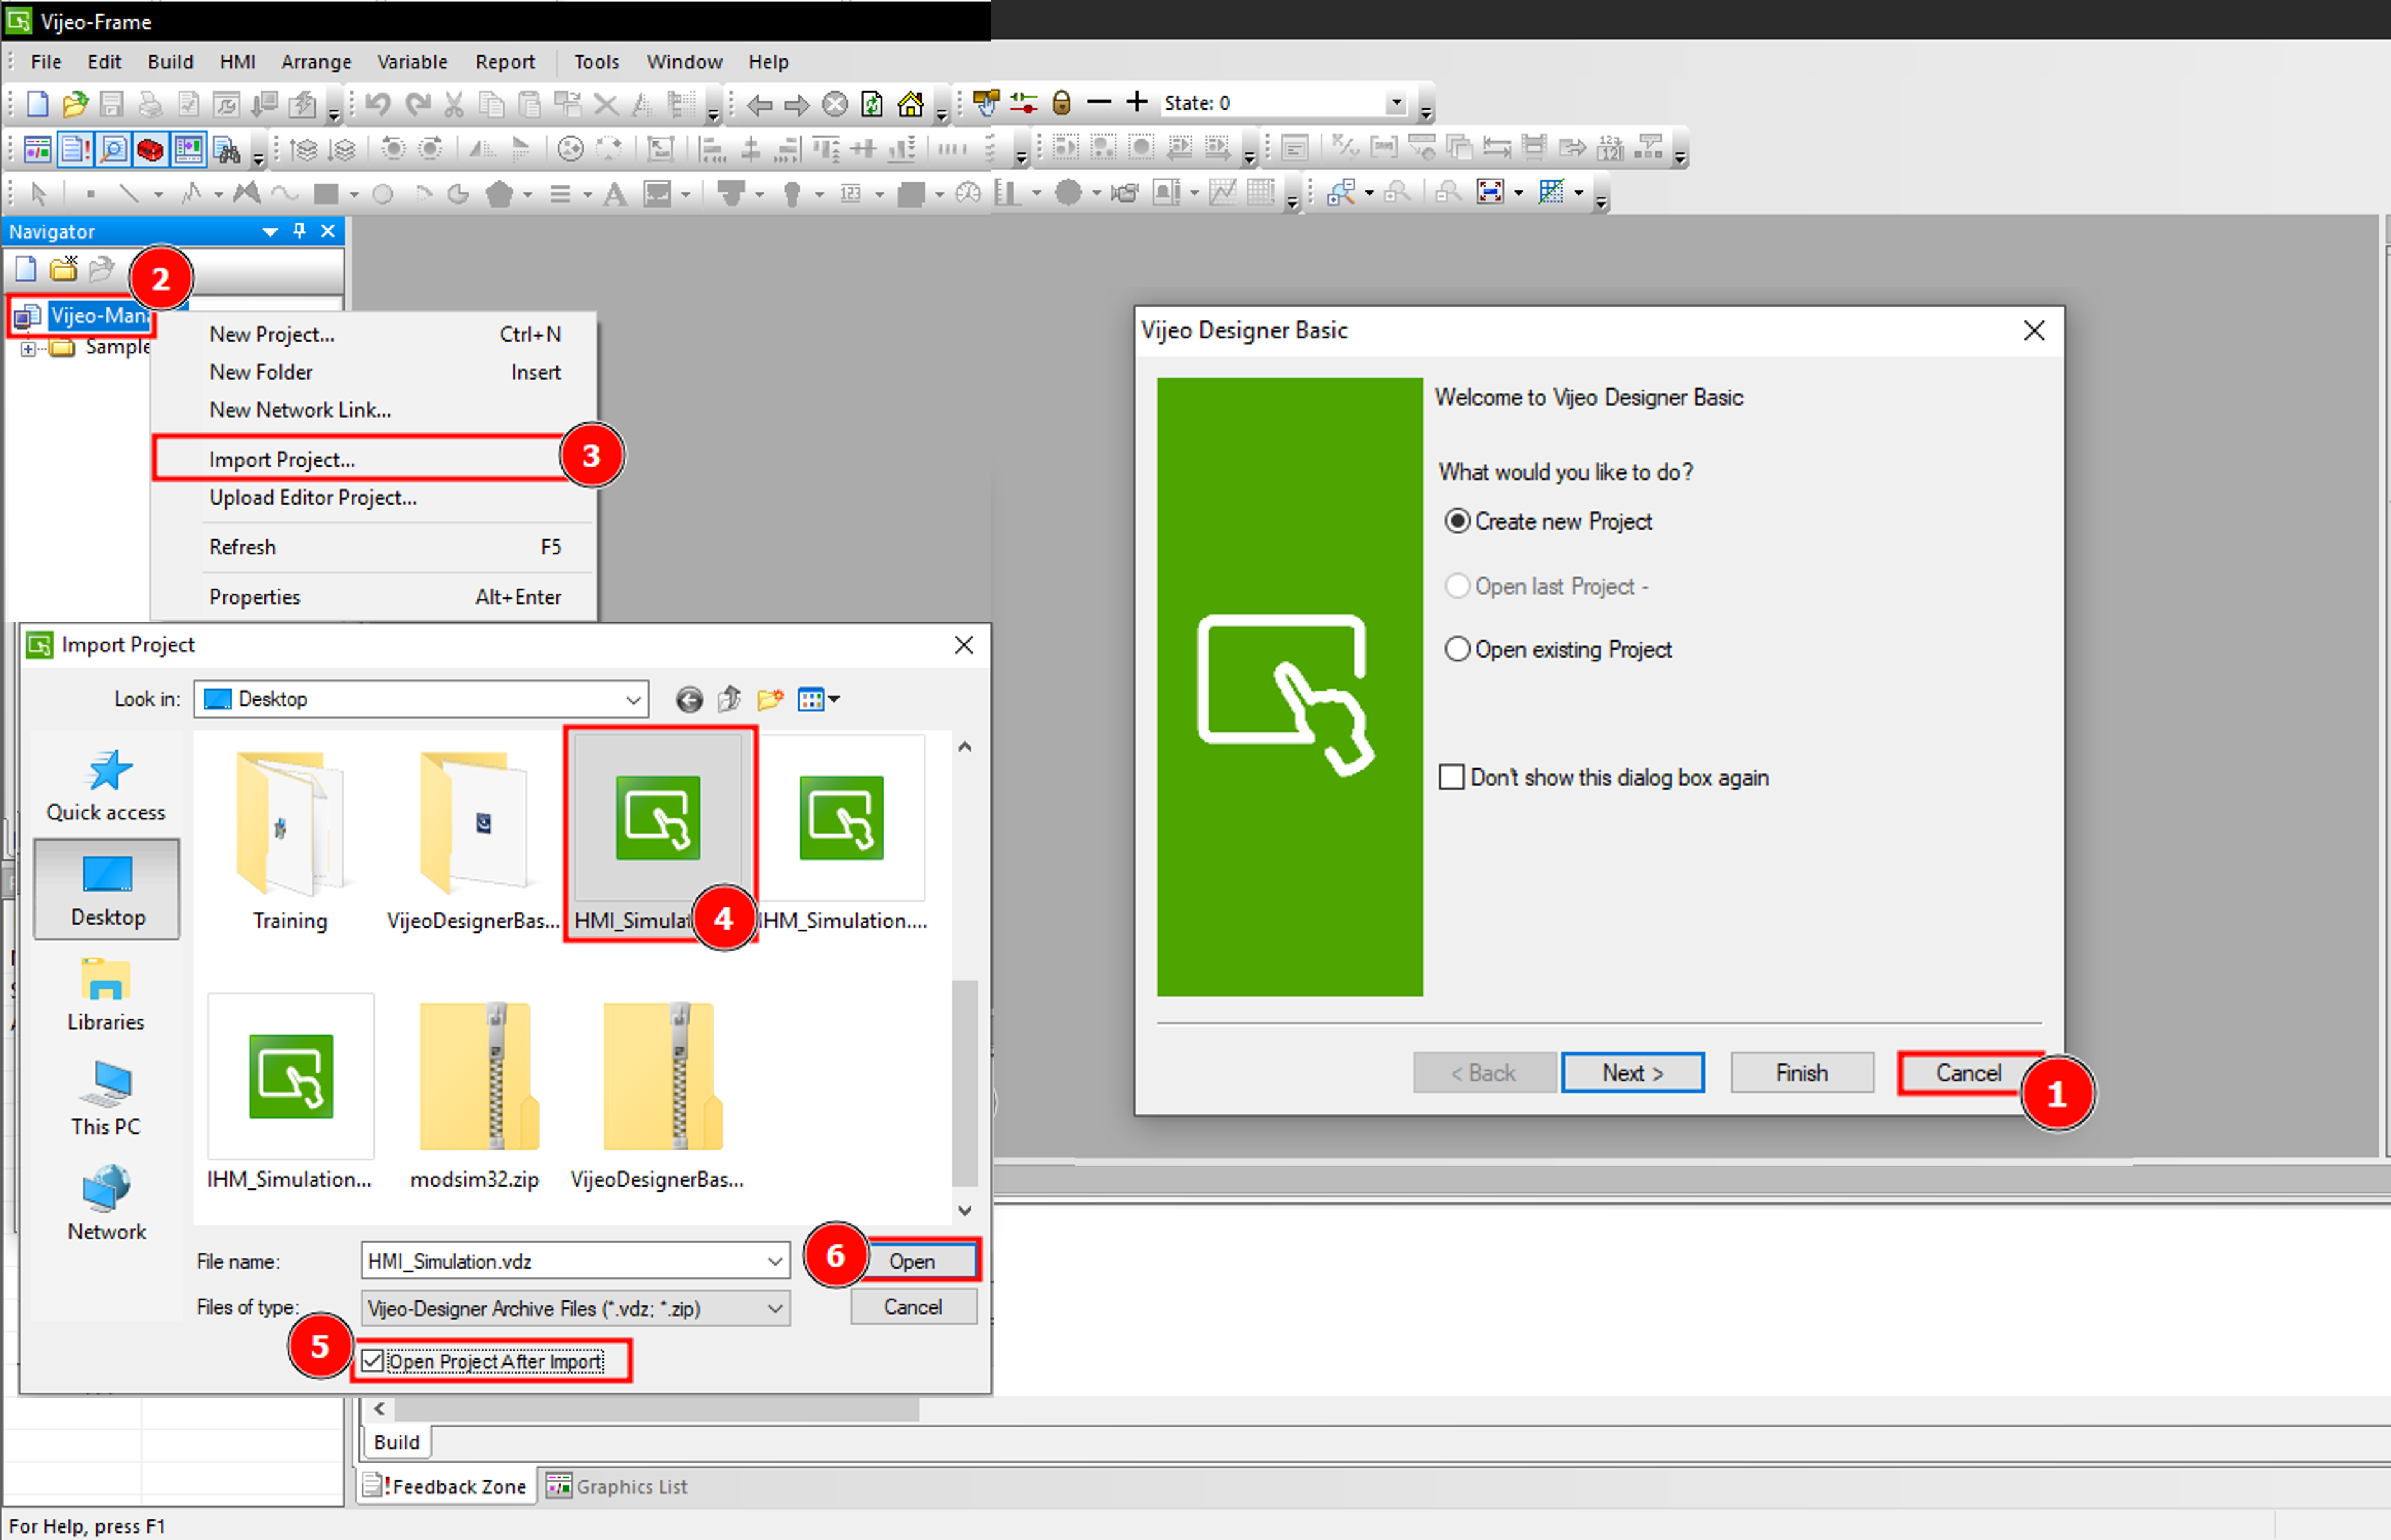 Vijeo-Frame
File Edit Build HMI Arrange Variable Report Tools Window Help
State: 0
Navigator
2
Vijeo-Mana
Sample
New Project... Ctrl+N
New Folder Insert
New Network Link...
Import Project...
3
Upload Editor Project...
Refresh F5
Properties Alt+Enter
Import Project
Look in: Desktop
Quick access
Desktop
Libraries
This PC
Network
Training
VijeoDesignerBas...
HMI_Simulat
4
IHM_Simulation....
IHM_Simulation...
modsim32.zip
VijeoDesignerBas...
File name: HMI_Simulation.vdz
6
Open
Files of type: Vijeo-Designer Archive Files (*.vdz; *.zip)
Cancel
5
Open Project After Import
Vijeo Designer Basic
Welcome to Vijeo Designer Basic
What would you like to do?
Create new Project
Open last Project -
Open existing Project
Don't show this dialog box again
< Back Next > Finish Cancel
1
Build
Feedback Zone Graphics List
For Help, press F1